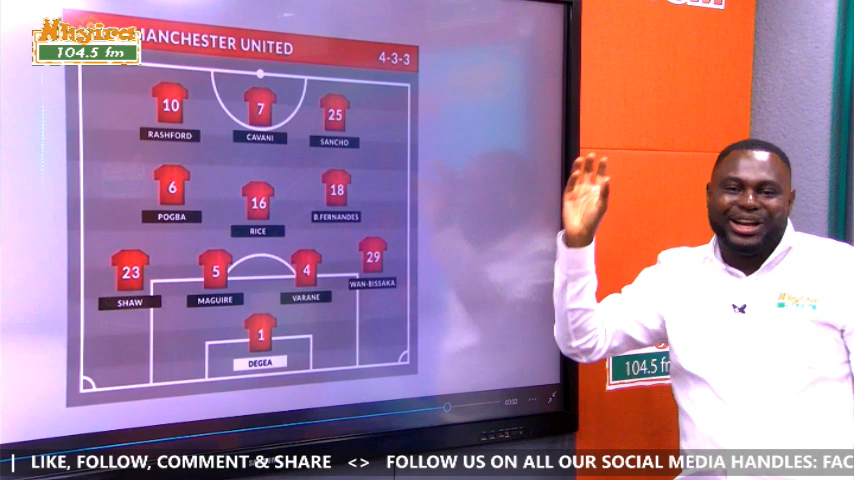 Nhyira
104.5 fm
MANCHESTER UNITED
4-3-3
10
7
25
RASHFORD
CAVANI
SANCHO
6
16
18
POGBA
RICE
B.FERNANDES
23
5
4
29
SHAW
MAGUIRE
VARANE
WAN-BISSAKA
1
DEGEA
00:02
104.5 fm
| LIKE, FOLLOW, COMMENT & SHARE <> FOLLOW US ON ALL OUR SOCIAL MEDIA HANDLES: FAC